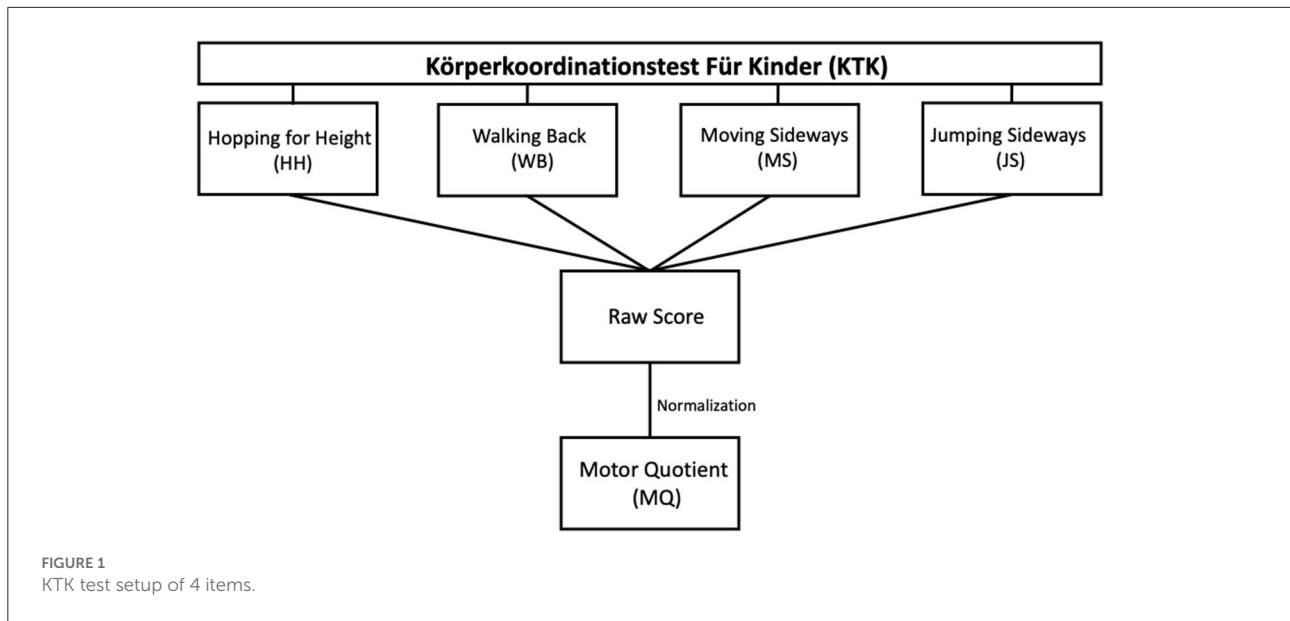 Körperkoordinationstest Für Kinder (KTK)
Hopping for Height
(HH)
Walking Back
(WB)
Moving Sideways
(MS)
Jumping Sideways
(JS)
Raw Score
Normalization
Motor Quotient
(MQ)
FIGURE 1
KTK test setup of 4 items.